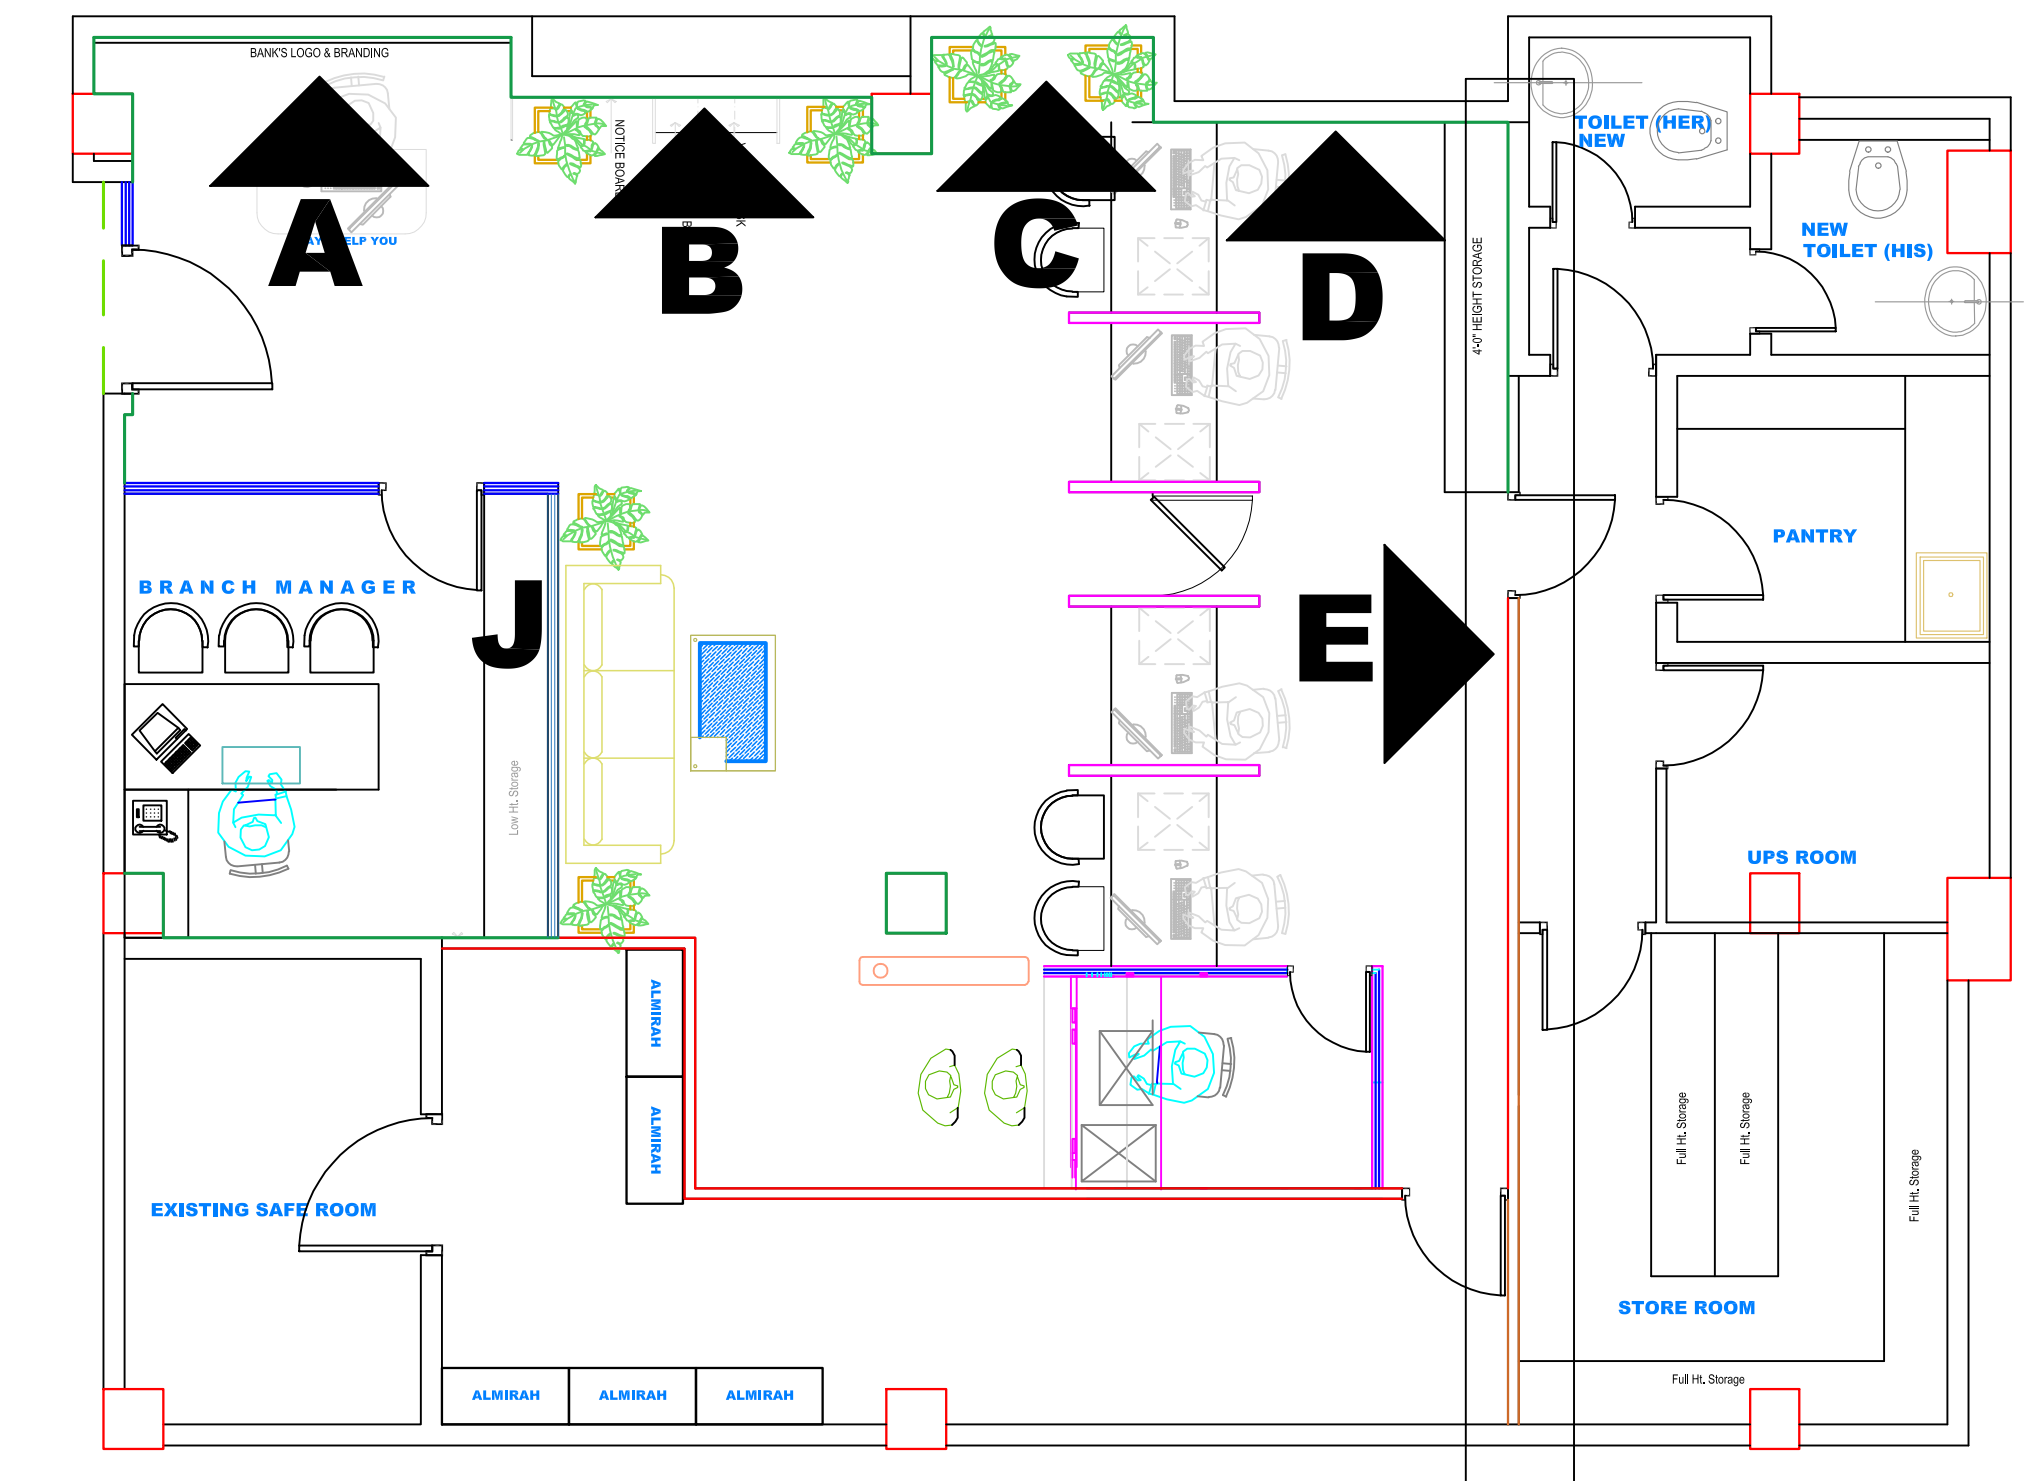 BANK'S LOGO & BRANDING
A
ELP YOU
NOTICE BOARD
B
C
D
4'-0" HEIGHT STORAGE
TOILET (HER)
NEW
NEW
TOILET (HIS)
PANTRY
BRANCH MANAGER
J
E
Low Ht. Storage
UPS ROOM
ALMIRAH
ALMIRAH
EXISTING SAFE ROOM
Full Ht. Storage
Full Ht. Storage
Full Ht. Storage
STORE ROOM
Full Ht. Storage
ALMIRAH
ALMIRAH
ALMIRAH